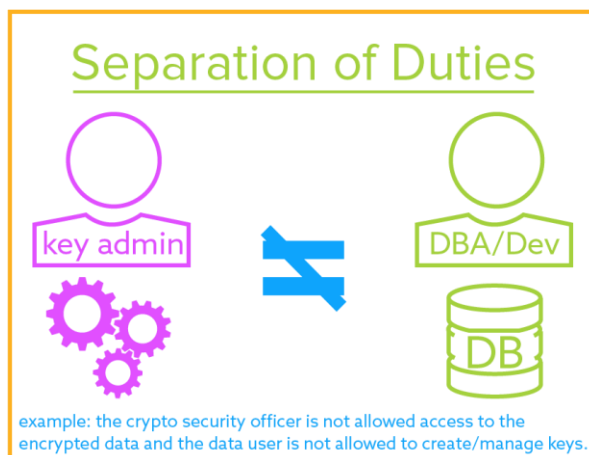 Separation of Duties
key admin
DBA/Dev
DB
example: the crypto security officer is not allowed access to the
encrypted data and the data user is not allowed to create/manage keys.